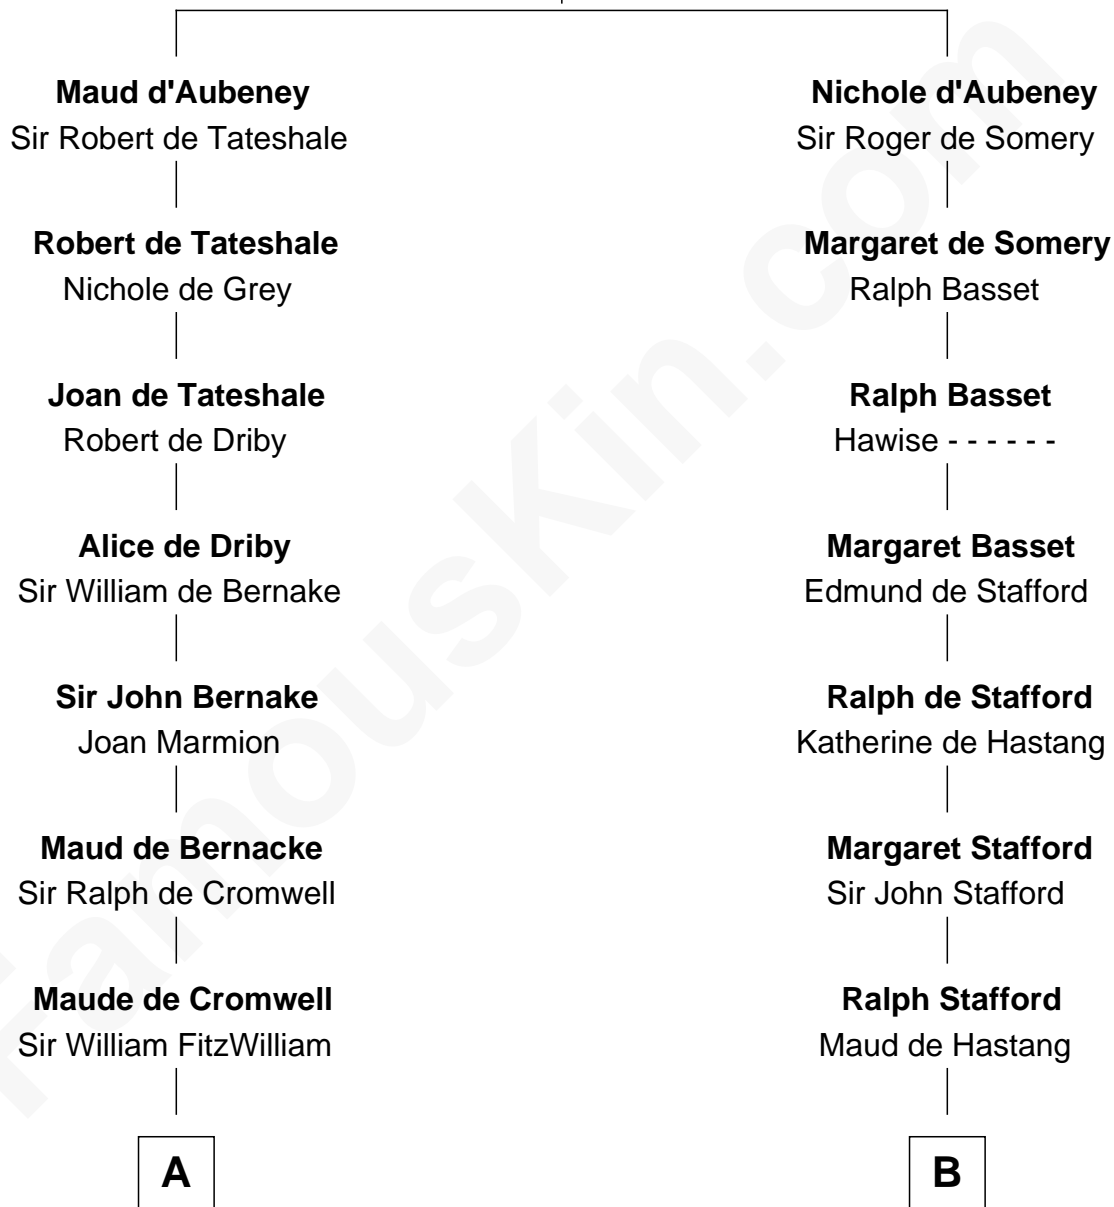 Maud d'Aubeney
Sir Robert de Tateshale
Robert de Tateshale
Nichole de Grey
Joan de Tateshale
Robert de Driby
Alice de Driby
Sir William de Bernake
Sir John Bernake
Joan Marmion
Maud de Bernacke
Sir Ralph de Cromwell
Maude de Cromwell
Sir William FitzWilliam
A
Nichole d'Aubeney
Sir Roger de Somery
Margaret de Somery
Ralph Basset
Ralph Basset
Hawise - - - - - -
Margaret Basset
Edmund de Stafford
Ralph de Stafford
Katherine de Hastang
Margaret Stafford
Sir John Stafford
Ralph Stafford
Maud de Hastang
B
FamousKin.com